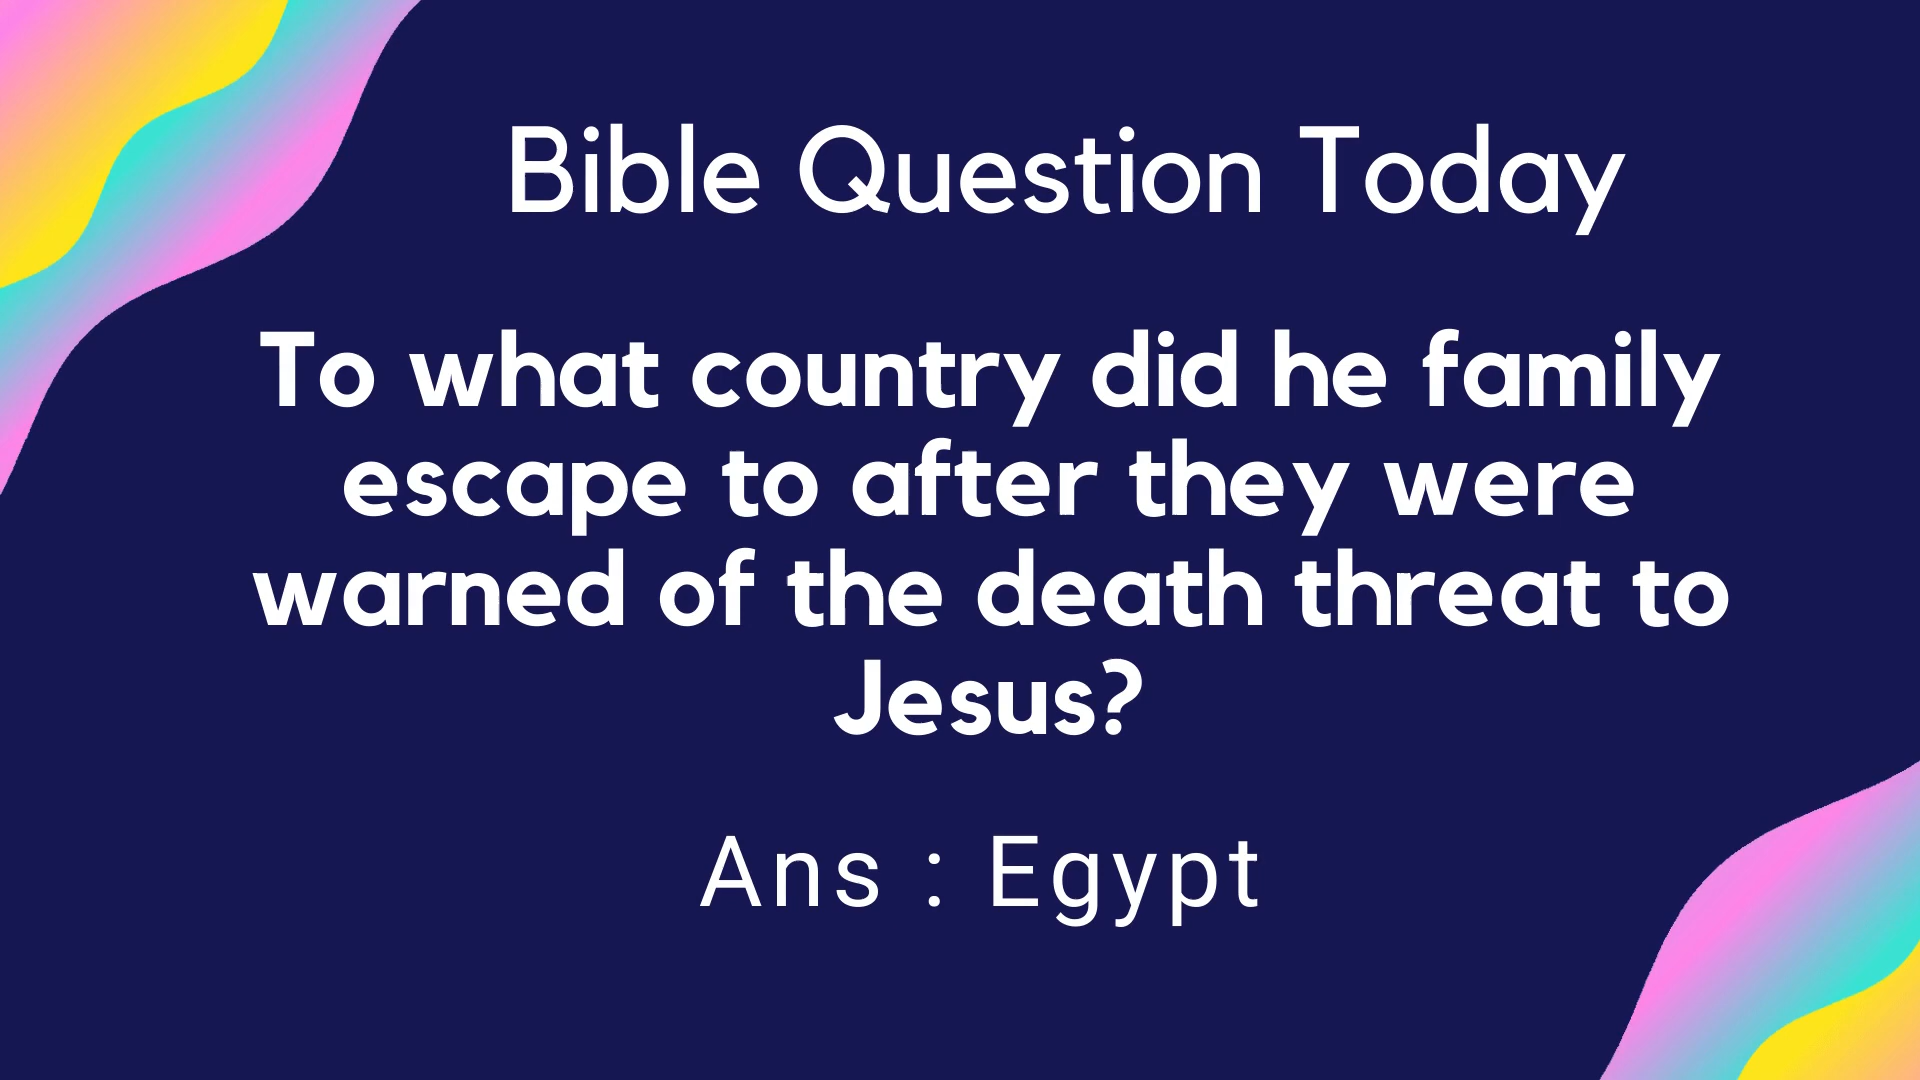 Bible Question Today
To what country did he family
escape to after they were
warned of the death threat to
Jesus?
Ans : Egypt